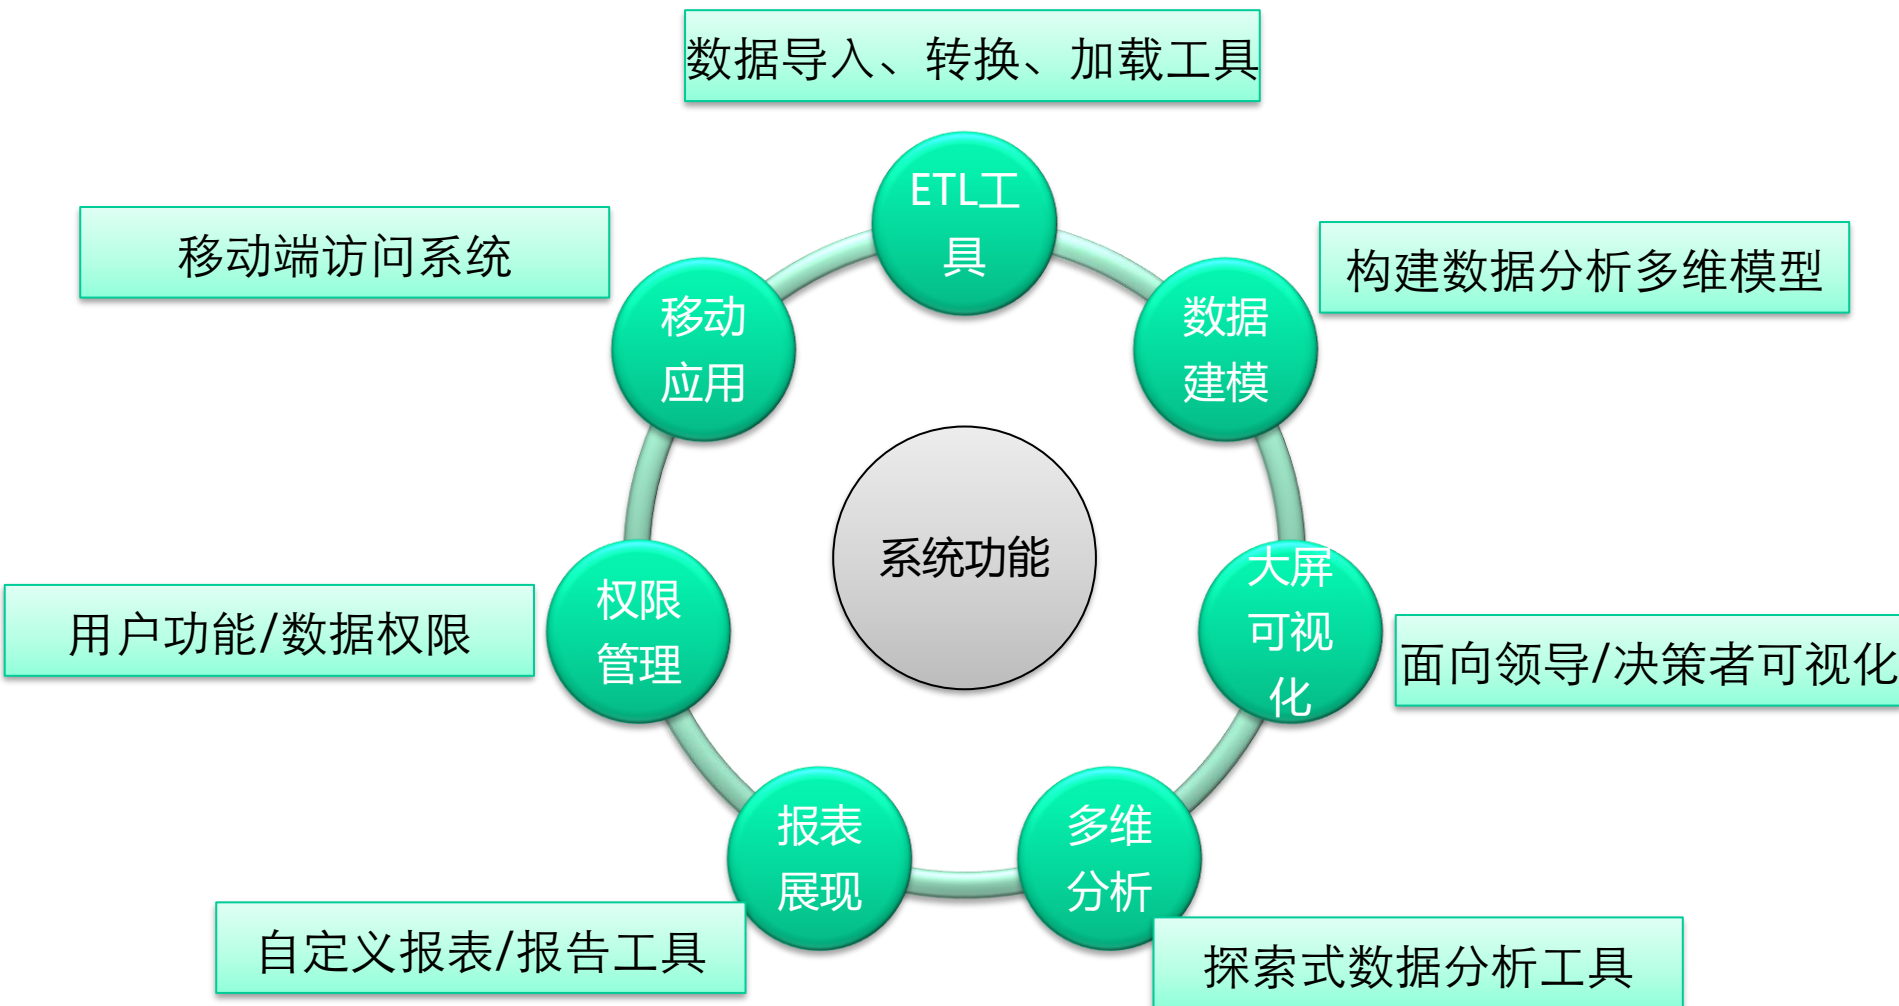 数据导入、转换、加载工具
ETL工
具
移动端访问系统
构建数据分析多维模型
移动
应用
数据
建模
系统功能
大屏
可视
化
权限
管理
用户功能/数据权限
面向领导/决策者可视化
报表
展现
多维
分析
自定义报表/报告工具
探索式数据分析工具